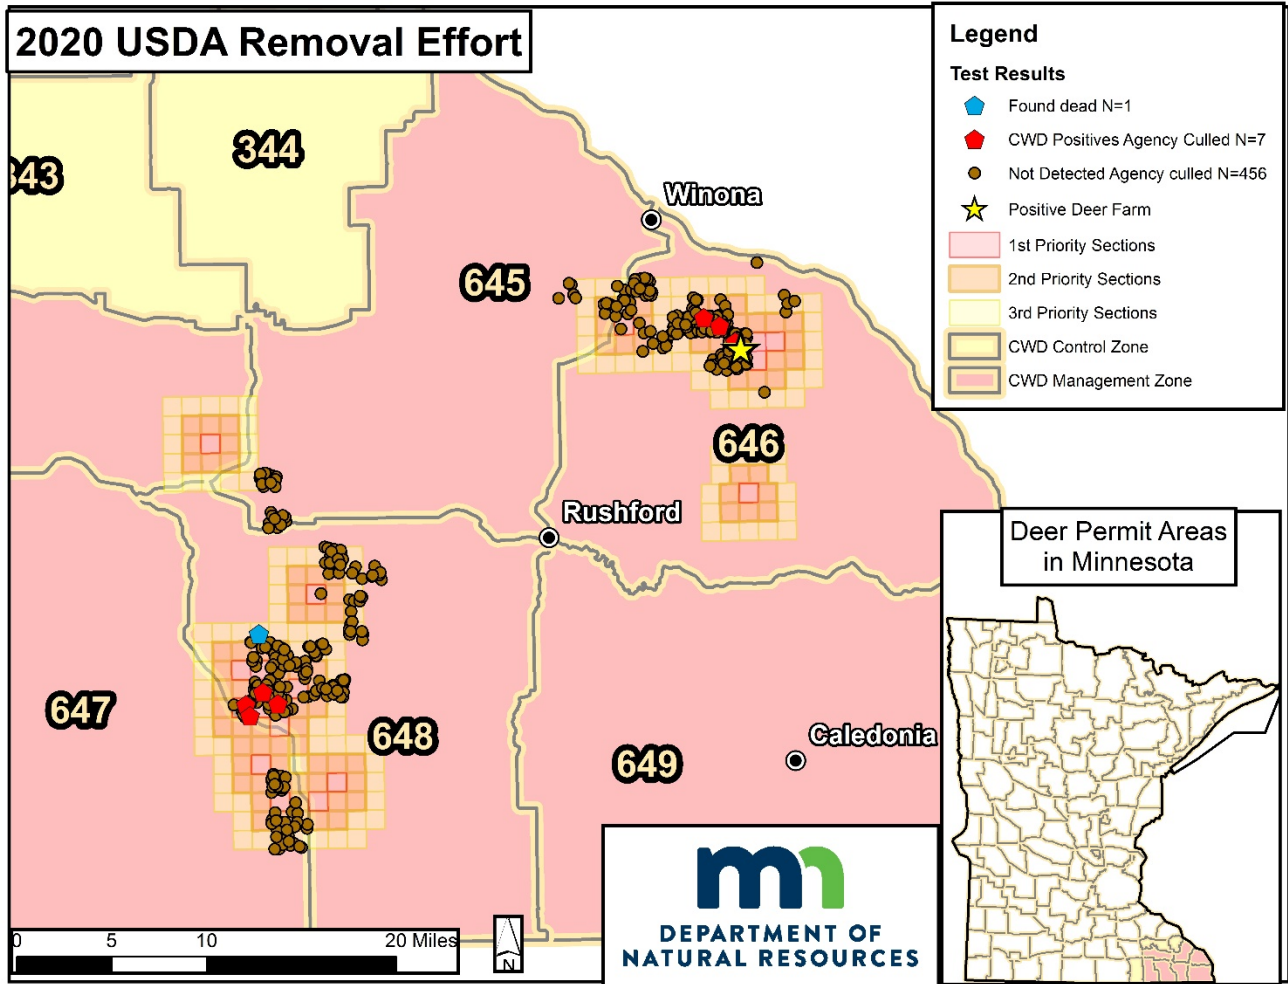 2020 USDA Removal Effort
Legend
Test Results
Found dead N=1
CWD Positives Agency Culled N=7
Not Detected Agency culled N=456
Positive Deer Farm
1st Priority Sections
2nd Priority Sections
3rd Priority Sections
CWD Control Zone
CWD Management Zone
343
344
Winona
645
646
Rushford
647
648
649
Caledonia
Deer Permit Areas
in Minnesota
0 5 10 20 Miles
N
mn
DEPARTMENT OF
NATURAL RESOURCES